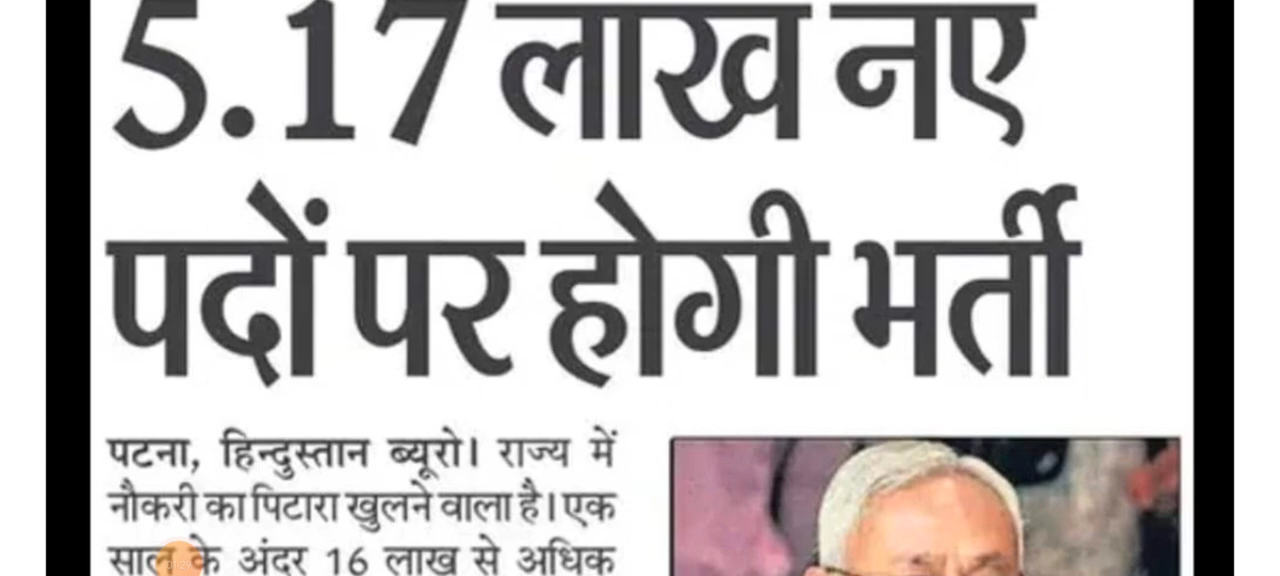 5.17 लाख नए
पदों पर होगी भर्ती
पटना, हिन्दुस्तान ब्यूरो। राज्य में
नौकरी का पिटारा खुलने वाला है। एक
साल के अंदर 16 लाख से अधिक